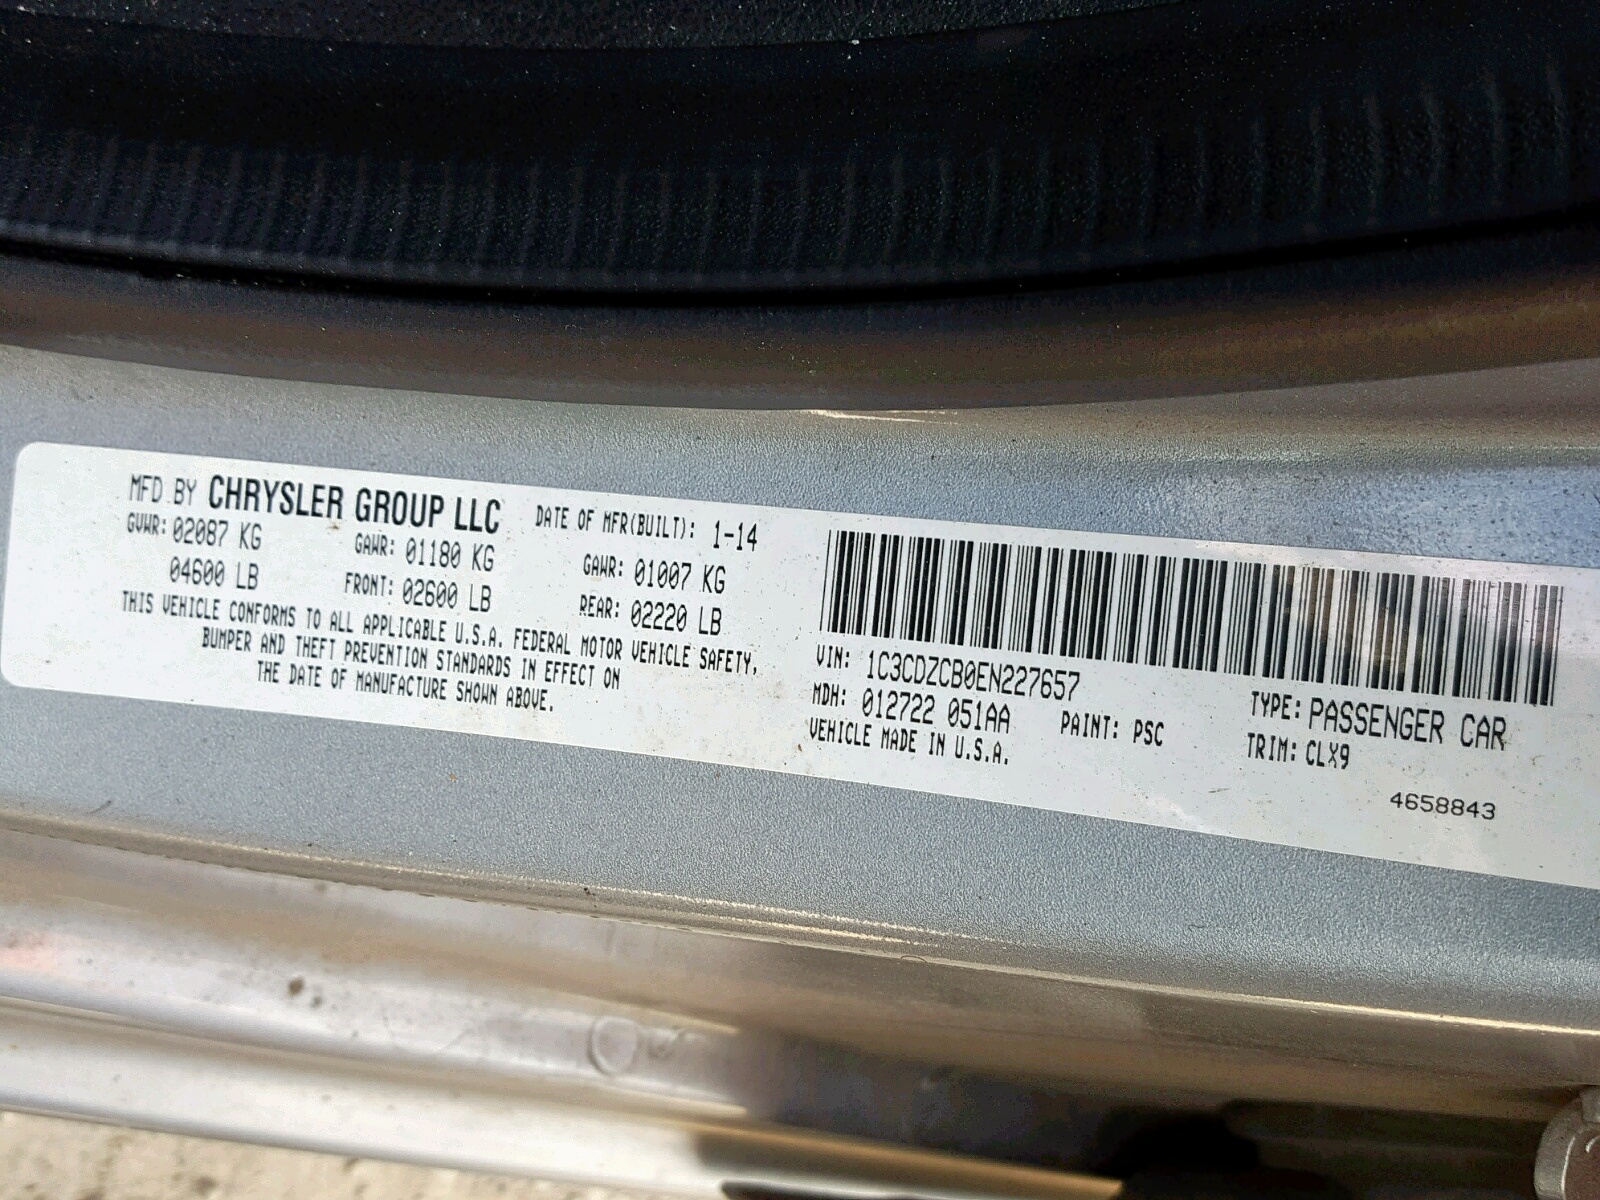 MFD BY CHRYSLER GROUP LLC DATE OF MFR(BUILT): 1-14
GVWR: 02087 KG GAWR: 01180 KG GAWR: 01007 KG
04600 LB FRONT: 02600 LB REAR: 02220 LB
THIS VEHICLE CONFORMS TO ALL APPLICABLE U.S.A. FEDERAL MOTOR VEHICLE SAFETY,
BUMPER AND THEFT PREVENTION STANDARDS IN EFFECT ON
THE DATE OF MANUFACTURE SHOWN ABOVE.
VIN: 1C3CDZCB0EN227657 TYPE: PASSENGER CAR
MDH: 012722 051AA PAINT: PSC TRIM: CLX9
VEHICLE MADE IN U.S.A.
4658843